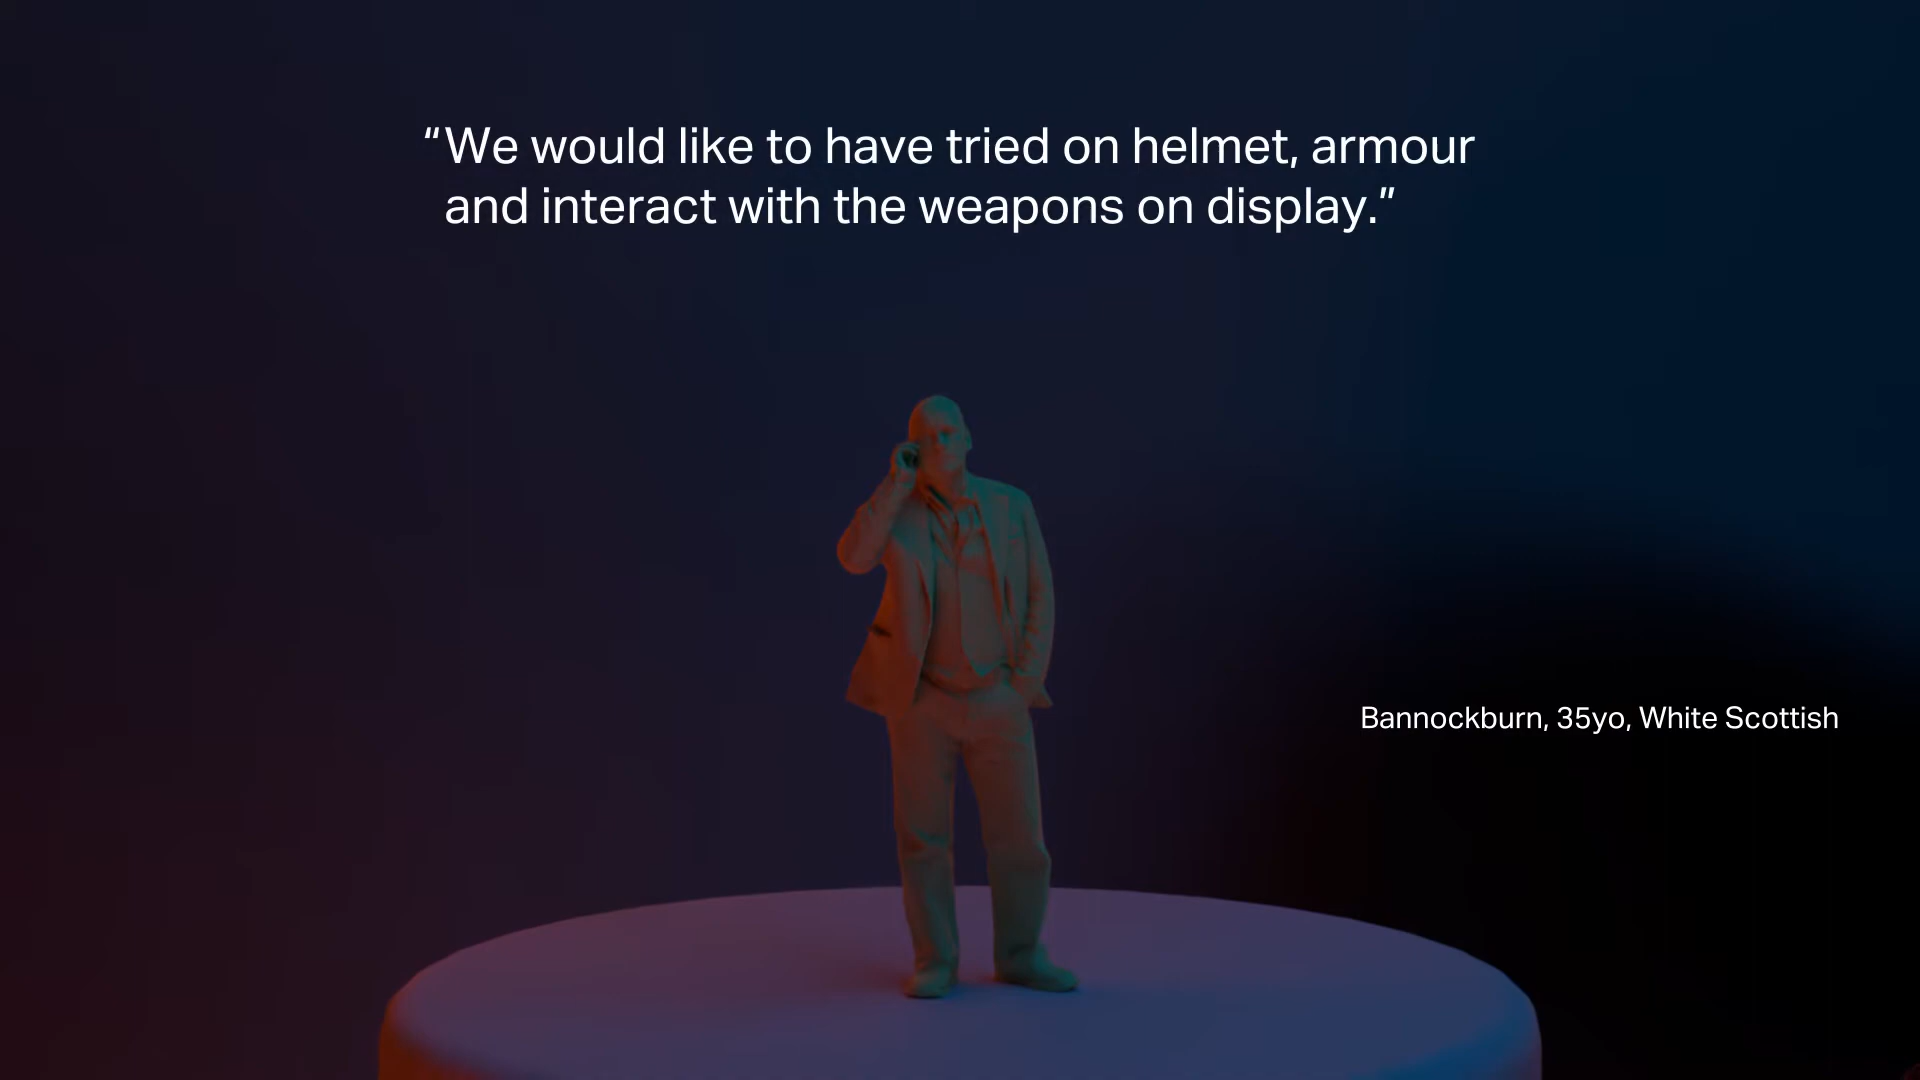 “We would like to have tried on helmet, armour
and interact with the weapons on display.”
Bannockburn, 35yo, White Scottish